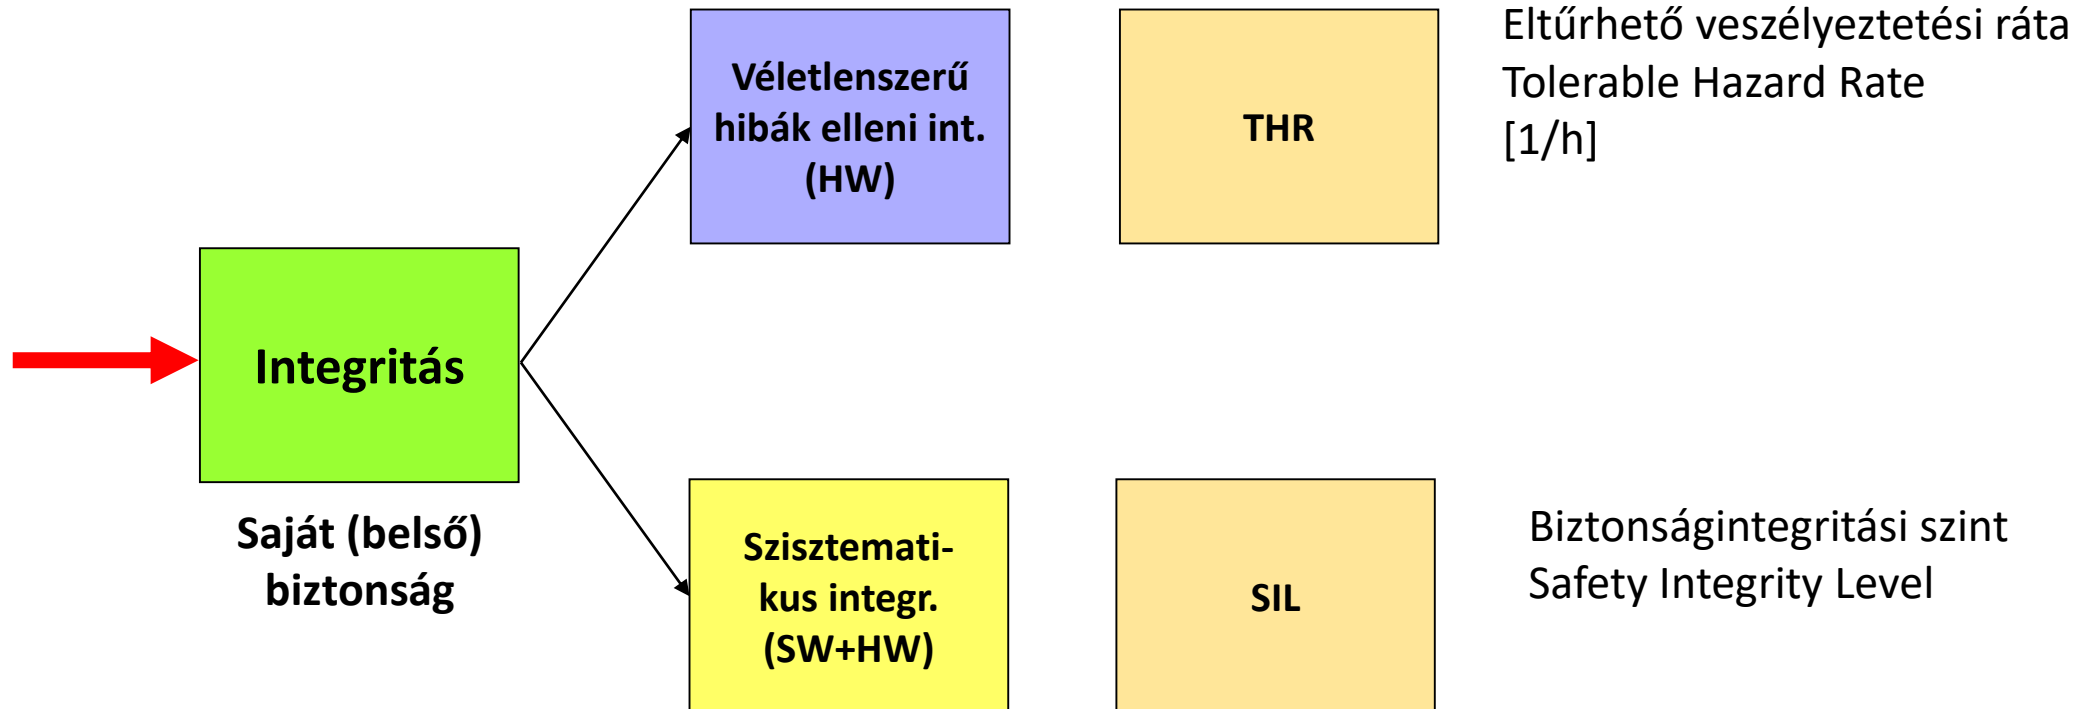 Véletlenszerű
hibák elleni int.
(HW)
THR
Eltűrhető veszélyeztetési ráta
Tolerable Hazard Rate
[1/h]
Integritás
Saját (belső)
biztonság
Szisztemati-
kus integr.
(SW+HW)
SIL
Biztonságintegritási szint
Safety Integrity Level